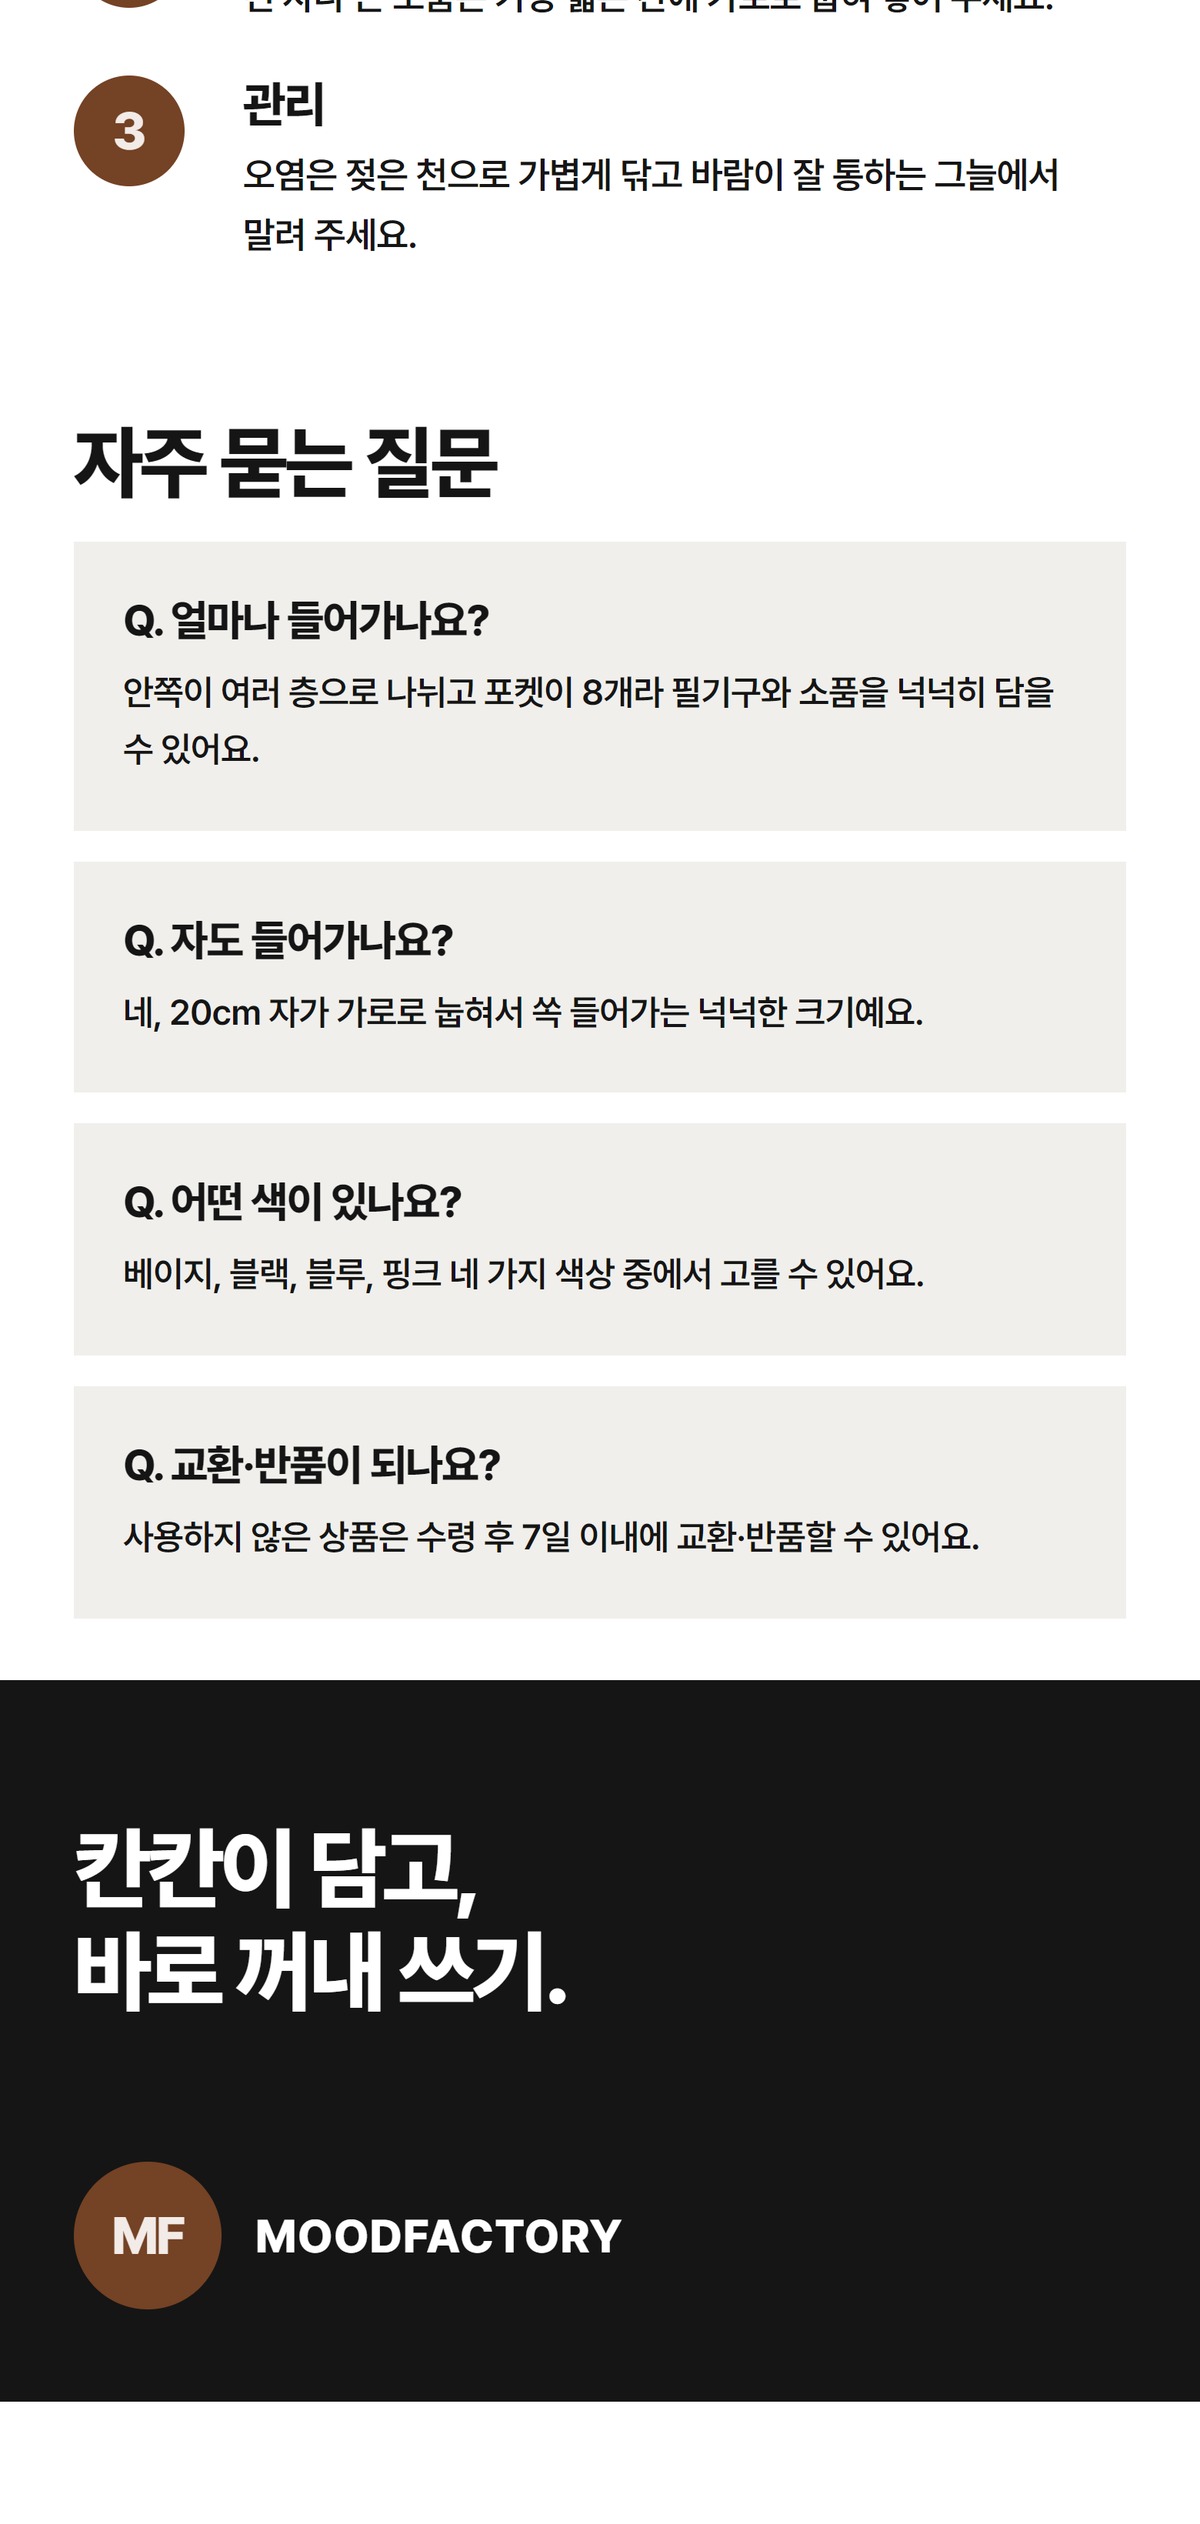 3
관리
오염은 젖은 천으로 가볍게 닦고 바람이 잘 통하는 그늘에서
말려 주세요.
자주 묻는 질문
Q. 얼마나 들어가나요?
안쪽이 여러 층으로 나뉘고 포켓이 8개라 필기구와 소품을 넉넉히 담을
수 있어요.
Q. 자도 들어가나요?
네, 20cm 자가 가로로 눕혀서 쏙 들어가는 넉넉한 크기예요.
Q. 어떤 색이 있나요?
베이지, 블랙, 블루, 핑크 네 가지 색상 중에서 고를 수 있어요.
Q. 교환·반품이 되나요?
사용하지 않은 상품은 수령 후 7일 이내에 교환·반품할 수 있어요.
칸칸이 담고,
바로 꺼내 쓰기.
MF
MOODFACTORY